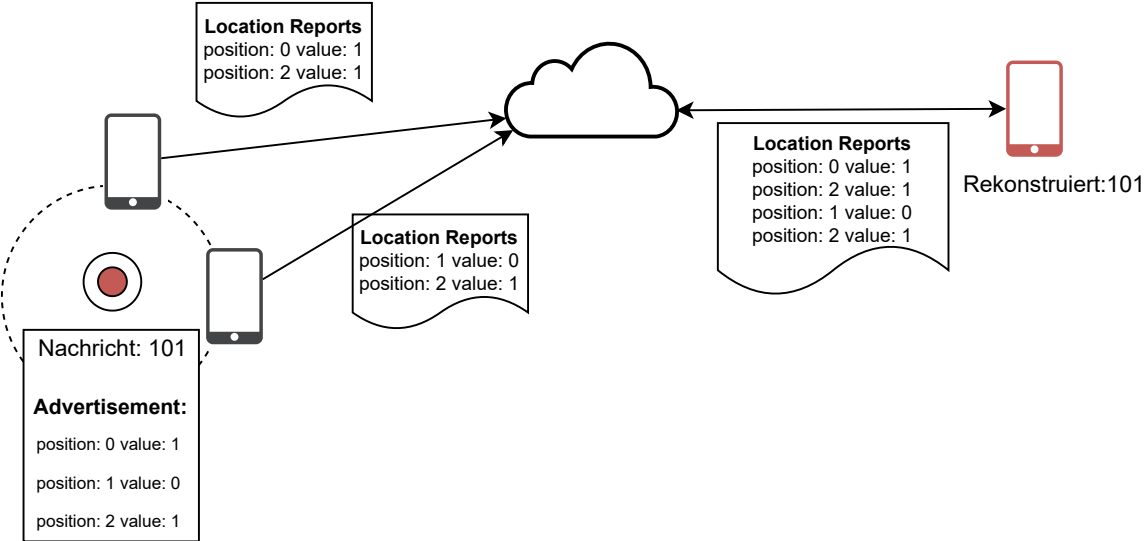 Location Reports
position: 0 value: 1
position: 2 value: 1
Location Reports
position: 1 value: 0
position: 2 value: 1
Location Reports
position: 0 value: 1
position: 2 value: 1
position: 1 value: 0
position: 2 value: 1
Rekonstruiert:101
Nachricht: 101
Advertisement:
position: 0 value: 1
position: 1 value: 0
position: 2 value: 1